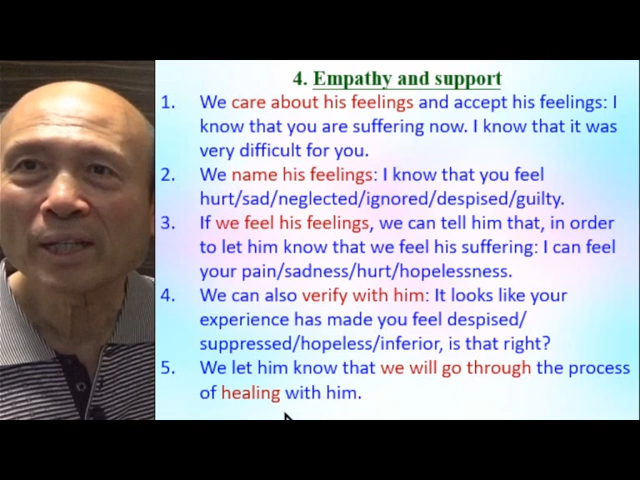 4. Empathy and support
1. We care about his feelings and accept his feelings: I
know that you are suffering now. I know that it was
very difficult for you.
2. We name his feelings: I know that you feel
hurt/sad/neglected/ignored/despised/guilty.
3. If we feel his feelings, we can tell him that, in order
to let him know that we feel his suffering: I can feel
your pain/sadness/hurt/hopelessness.
4. We can also verify with him: It looks like your
experience has made you feel despised/
suppressed/hopeless/inferior, is that right?
5. We let him know that we will go through the process
of healing with him.